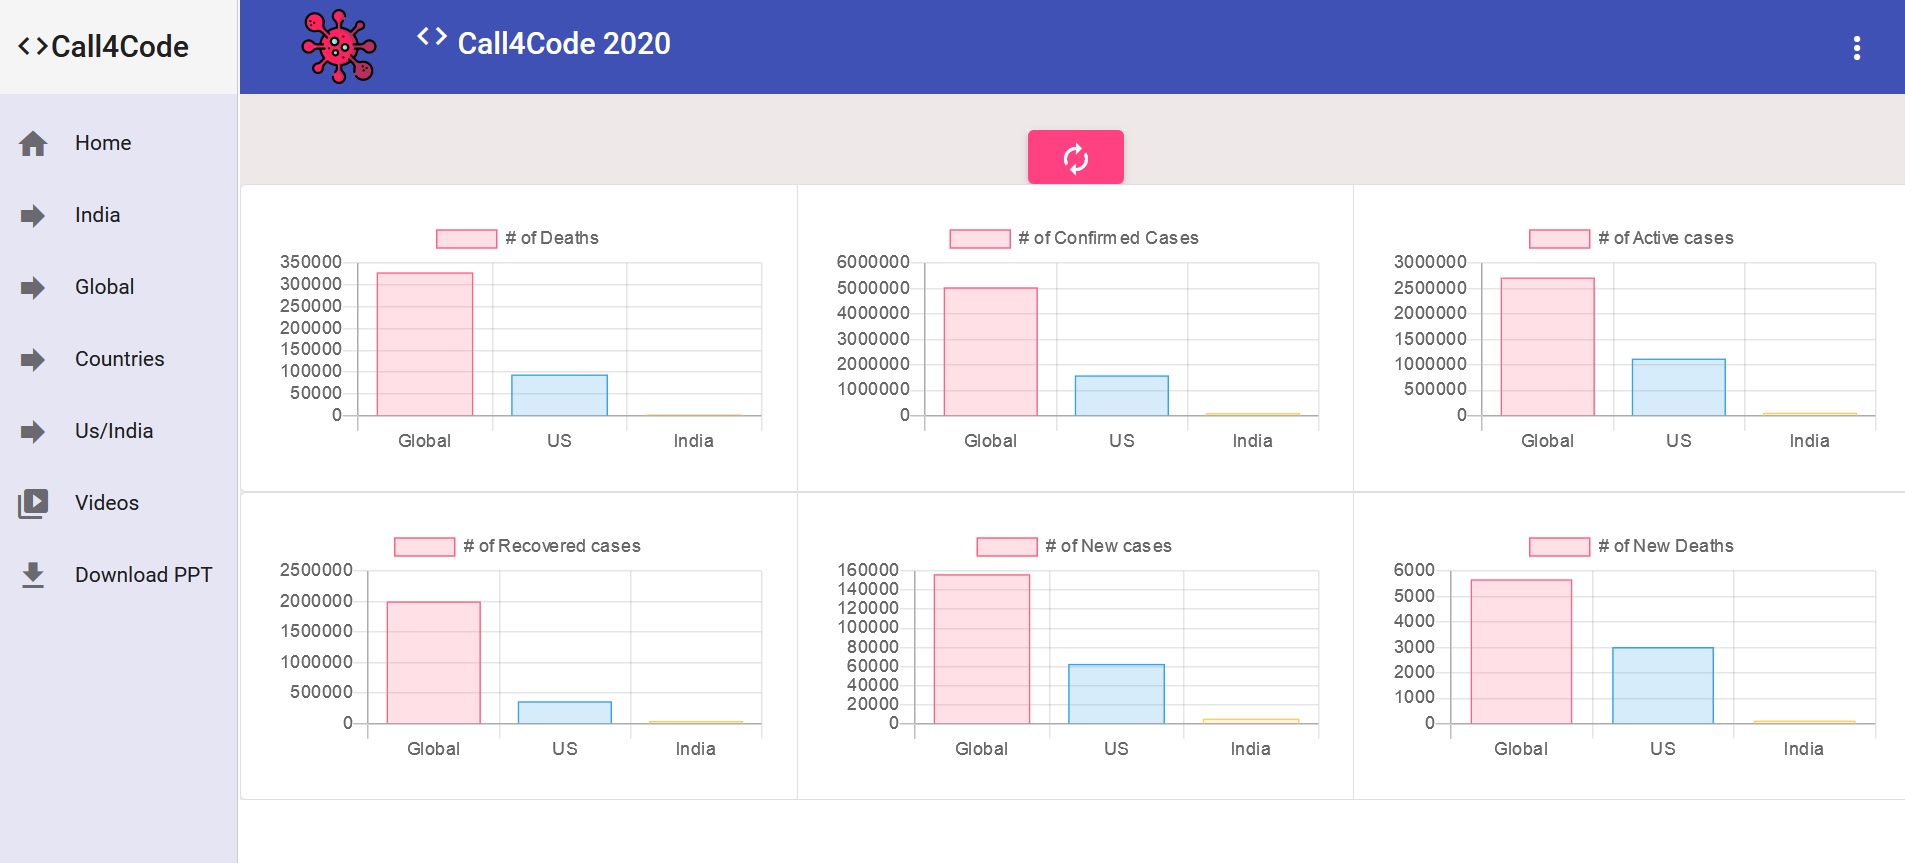 <>Call4Code
<> Call4Code 2020
Home
India
Global
Countries
Us/India
Videos
Download PPT
# of Deaths
350000
300000
250000
200000
150000
100000
50000
0
Global US India
# of Confirmed Cases
6000000
5000000
4000000
3000000
2000000
1000000
0
Global US India
# of Active cases
3000000
2500000
2000000
1500000
1000000
500000
0
Global US India
# of Recovered cases
2500000
2000000
1500000
1000000
500000
0
Global US India
# of New cases
160000
140000
120000
100000
80000
60000
40000
20000
0
Global US India
# of New Deaths
6000
5000
4000
3000
2000
1000
0
Global US India